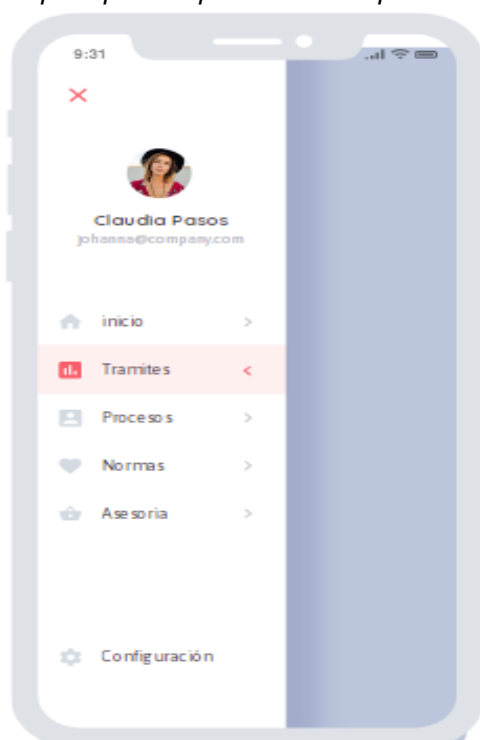 9:31
Claudia Pasos
johanna@company.com
inicio
Tramites
Procesos
Normas
Asesoria
Configuración